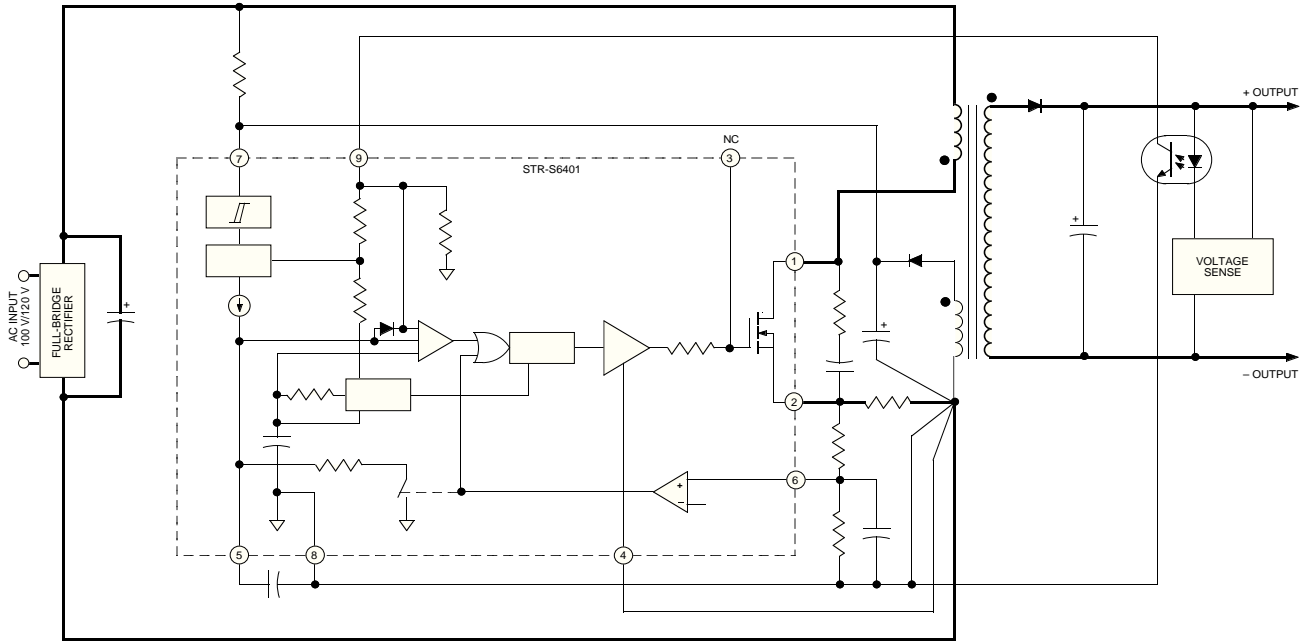 + OUTPUT
NC
7
9
3
STR-S6401
+
1
VOLTAGE
SENSE
AC INPUT
100 V/120 V
FULL-BRIDGE
RECTIFIER
+
+
– OUTPUT
2
6
+
–
5
8
4